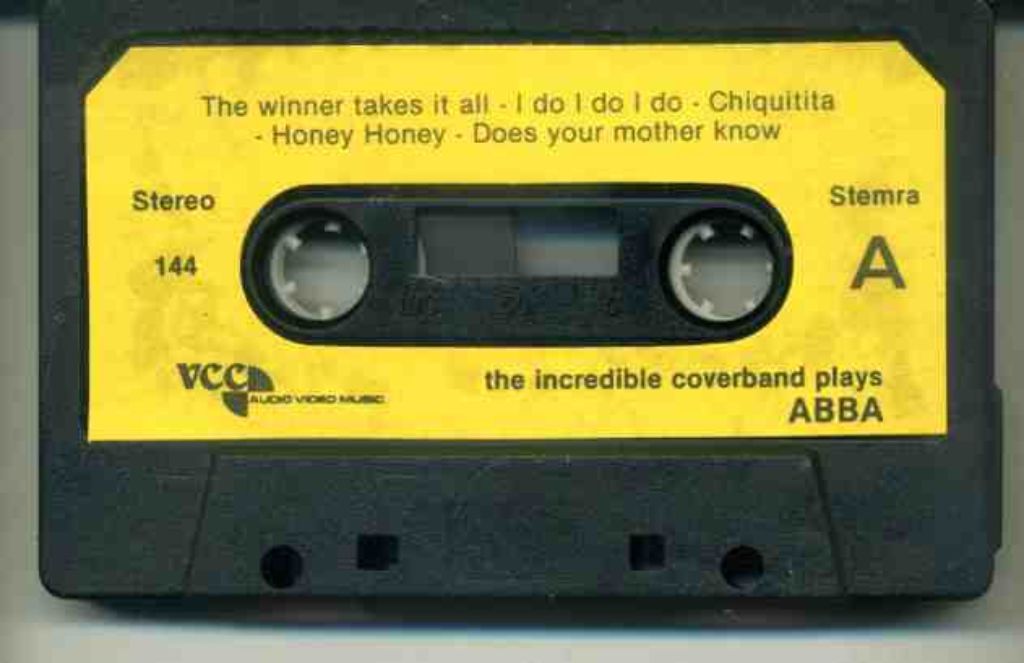 The winner takes it all - I do I do I do - Chiquitita
- Honey Honey - Does your mother know
Stereo
Stemra
144
A
VCC
AUDIO VIDEO MUSIC
the incredible coverband plays
ABBA